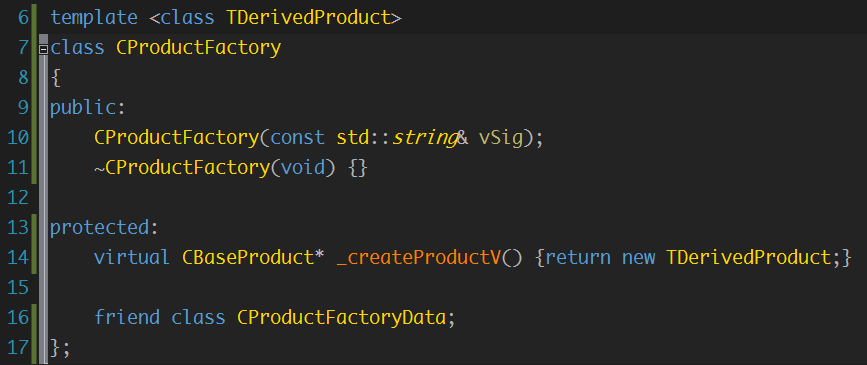 6 template <class TDerivedProduct>
7 class CProductFactory
8 {
9 public:
10 CProductFactory(const std::string& vSig);
11 ~CProductFactory(void) {}
12
13 protected:
14 virtual CBaseProduct* _createProductV() {return new TDerivedProduct;}
15
16 friend class CProductFactoryData;
17 };